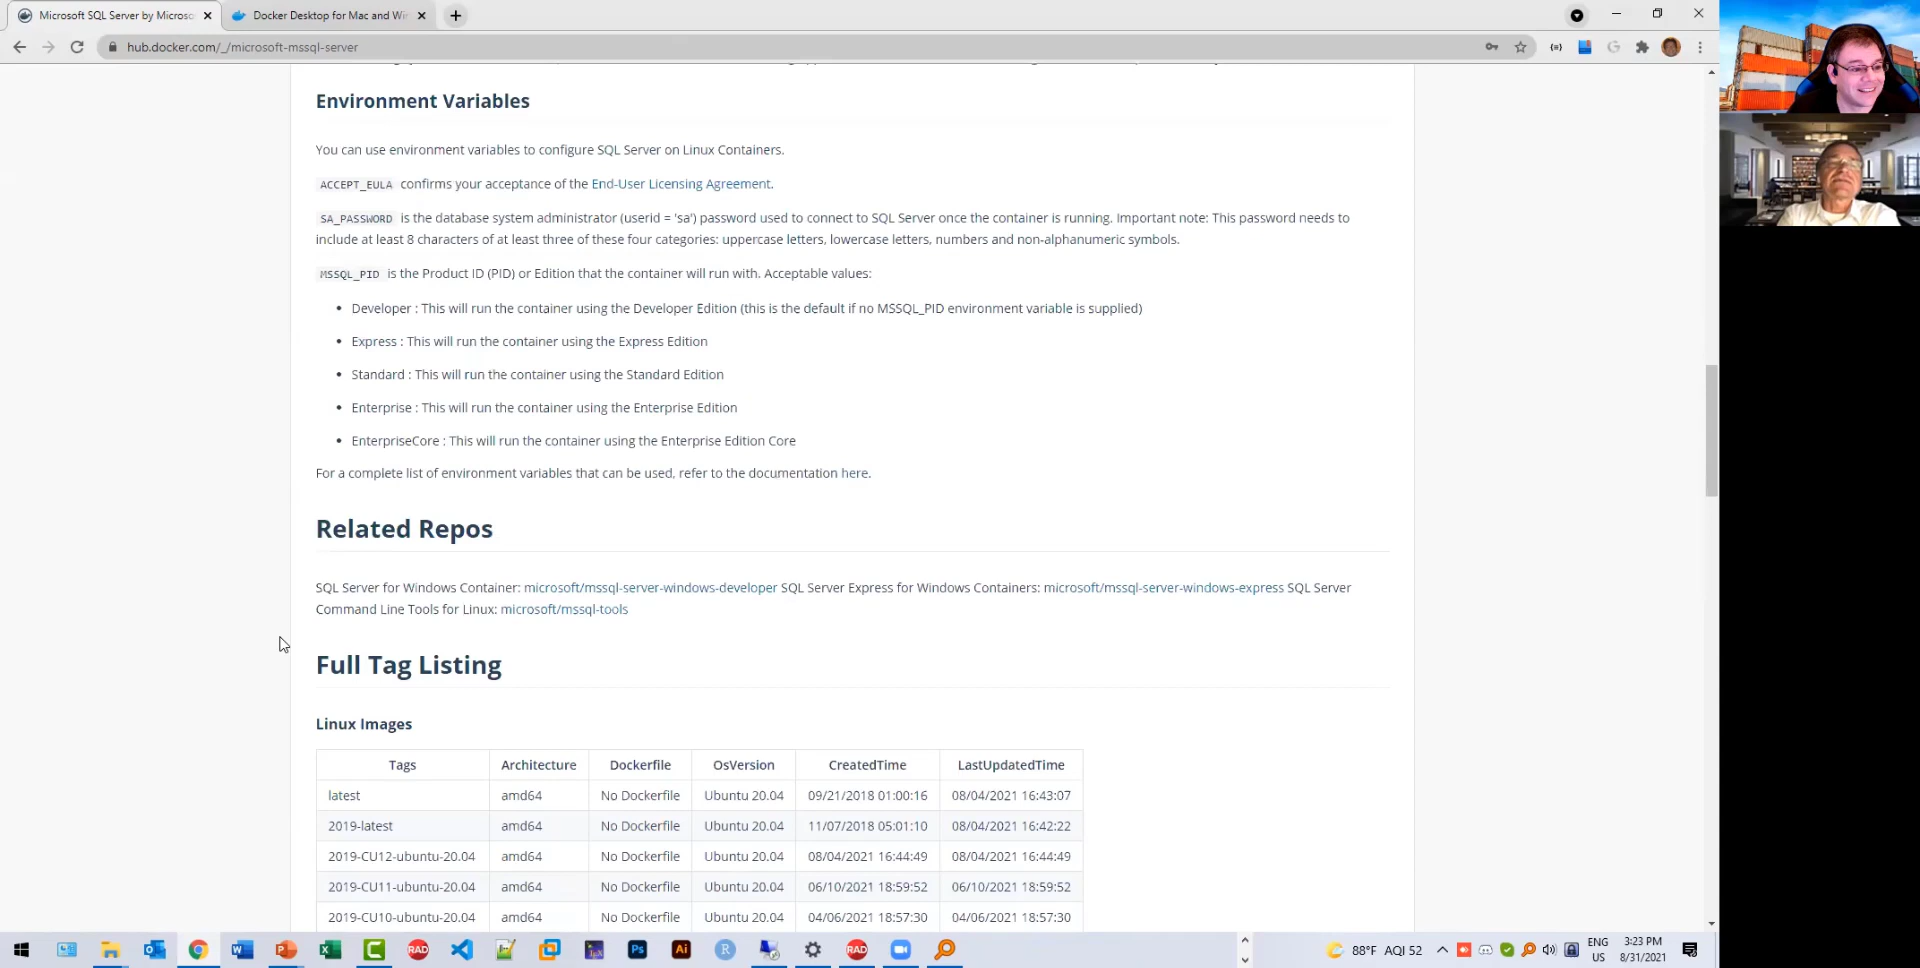 Microsoft SQL Server by Microso
Docker Desktop for Mac and Wi
hub.docker.com/_/microsoft-mssql-server
Environment Variables
You can use environment variables to configure SQL Server on Linux Containers.
ACCEPT_EULA confirms your acceptance of the End-User Licensing Agreement.
SA_PASSWORD is the database system administrator (userid = 'sa') password used to connect to SQL Server once the container is running. Important note: This password needs to
include at least 8 characters of at least three of these four categories: uppercase letters, lowercase letters, numbers and non-alphanumeric symbols.
MSSQL_PID is the Product ID (PID) or Edition that the container will run with. Acceptable values:
• Developer : This will run the container using the Developer Edition (this is the default if no MSSQL_PID environment variable is supplied)
• Express : This will run the container using the Express Edition
• Standard : This will run the container using the Standard Edition
• Enterprise : This will run the container using the Enterprise Edition
• EnterpriseCore : This will run the container using the Enterprise Edition Core
For a complete list of environment variables that can be used, refer to the documentation here.
Related Repos
SQL Server for Windows Container: microsoft/mssql-server-windows-developer SQL Server Express for Windows Containers: microsoft/mssql-server-windows-express SQL Server
Command Line Tools for Linux: microsoft/mssql-tools
Full Tag Listing
Linux Images
Tags Architecture Dockerfile OsVersion CreatedTime LastUpdatedTime
latest amd64 No Dockerfile Ubuntu 20.04 09/21/2018 01:00:16 08/04/2021 16:43:07
2019-latest amd64 No Dockerfile Ubuntu 20.04 11/07/2018 05:01:10 08/04/2021 16:42:22
2019-CU12-ubuntu-20.04 amd64 No Dockerfile Ubuntu 20.04 08/04/2021 16:44:49 08/04/2021 16:44:49
2019-CU11-ubuntu-20.04 amd64 No Dockerfile Ubuntu 20.04 06/10/2021 18:59:52 06/10/2021 18:59:52
2019-CU10-ubuntu-20.04 amd64 No Dockerfile Ubuntu 20.04 04/06/2021 18:57:30 04/06/2021 18:57:30
RAD Ps Ai R RAD
88°F AQI 52 ENG 3:23 PM
US 8/31/2021